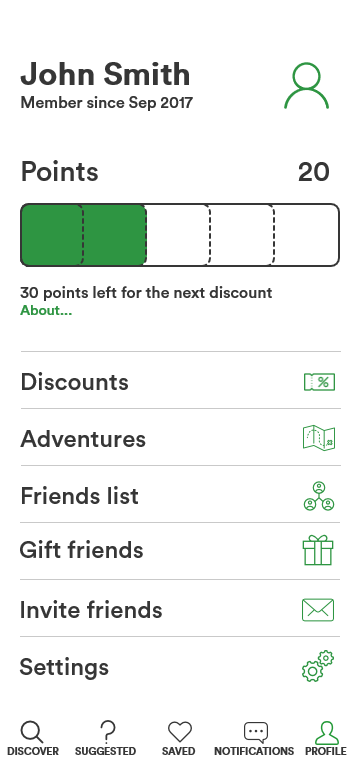 John Smith
Member since Sep 2017
Points 20
30 points left for the next discount
About...
Discounts
%
Adventures
Friends list
Gift friends
Invite friends
Settings
DISCOVER SUGGESTED SAVED NOTIFICATIONS PROFILE